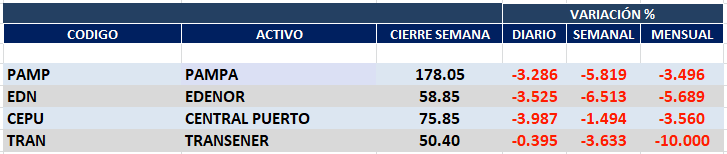 VARIACIÓN %
CODIGO ACTIVO CIERRE SEMANA DIARIO SEMANAL MENSUAL
PAMP PAMPA 178.05 -3.286 -5.819 -3.496
EDN EDENOR 58.85 -3.525 -6.513 -5.689
CEPU CENTRAL PUERTO 75.85 -3.987 -1.494 -3.560
TRAN TRANSENER 50.40 -0.395 -3.633 -10.000